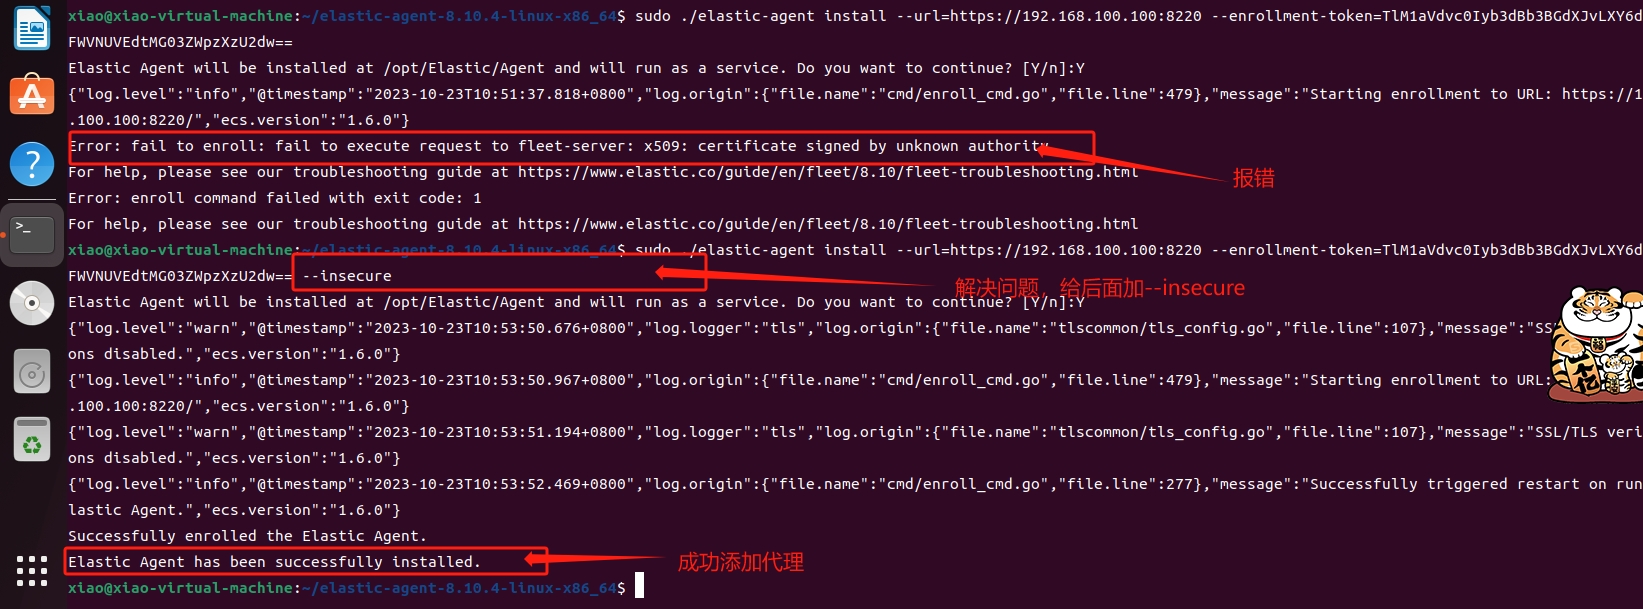 xiao@xiao-virtual-machine:~/elastic-agent-8.10.4-linux-x86_64$ sudo ./elastic-agent install --url=https://192.168.100.100:8220 --enrollment-token=TlM1aVdvc0Iyb3dBb3BGdXJvLXY6d
FWVNUVEdtMG03ZWpzXzU2dw==
Elastic Agent will be installed at /opt/Elastic/Agent and will run as a service. Do you want to continue? [Y/n]:Y
{"log.level":"info","@timestamp":"2023-10-23T10:51:37.818+0800","log.origin":{"file.name":"cmd/enroll_cmd.go","file.line":479},"message":"Starting enrollment to URL: https://1
.100.100:8220/","ecs.version":"1.6.0"}
Error: fail to enroll: fail to execute request to fleet-server: x509: certificate signed by unknown authority
For help, please see our troubleshooting guide at https://www.elastic.co/guide/en/fleet/8.10/fleet-troubleshooting.html
报错
Error: enroll command failed with exit code: 1
For help, please see our troubleshooting guide at https://www.elastic.co/guide/en/fleet/8.10/fleet-troubleshooting.html
xiao@xiao-virtual-machine:~/elastic-agent-8.10.4-linux-x86_64$ sudo ./elastic-agent install --url=https://192.168.100.100:8220 --enrollment-token=TlM1aVdvc0Iyb3dBb3BGdXJvLXY6d
FWVNUVEdtMG03ZWpzXzU2dw== --insecure
解决问题，给后面加--insecure
Elastic Agent will be installed at /opt/Elastic/Agent and will run as a service. Do you want to continue? [Y/n]:Y
{"log.level":"warn","@timestamp":"2023-10-23T10:53:50.676+0800","log.logger":"tls","log.origin":{"file.name":"tlscommon/tls_config.go","file.line":107},"message":"SS
ons disabled.","ecs.version":"1.6.0"}
{"log.level":"info","@timestamp":"2023-10-23T10:53:50.967+0800","log.origin":{"file.name":"cmd/enroll_cmd.go","file.line":479},"message":"Starting enrollment to URL:
.100.100:8220/","ecs.version":"1.6.0"}
{"log.level":"warn","@timestamp":"2023-10-23T10:53:51.194+0800","log.logger":"tls","log.origin":{"file.name":"tlscommon/tls_config.go","file.line":107},"message":"SSL/TLS veri
ons disabled.","ecs.version":"1.6.0"}
{"log.level":"info","@timestamp":"2023-10-23T10:53:52.469+0800","log.origin":{"file.name":"cmd/enroll_cmd.go","file.line":277},"message":"Successfully triggered restart on run
lastic Agent.","ecs.version":"1.6.0"}
Successfully enrolled the Elastic Agent.
Elastic Agent has been successfully installed.
成功添加代理
xiao@xiao-virtual-machine:~/elastic-agent-8.10.4-linux-x86_64$